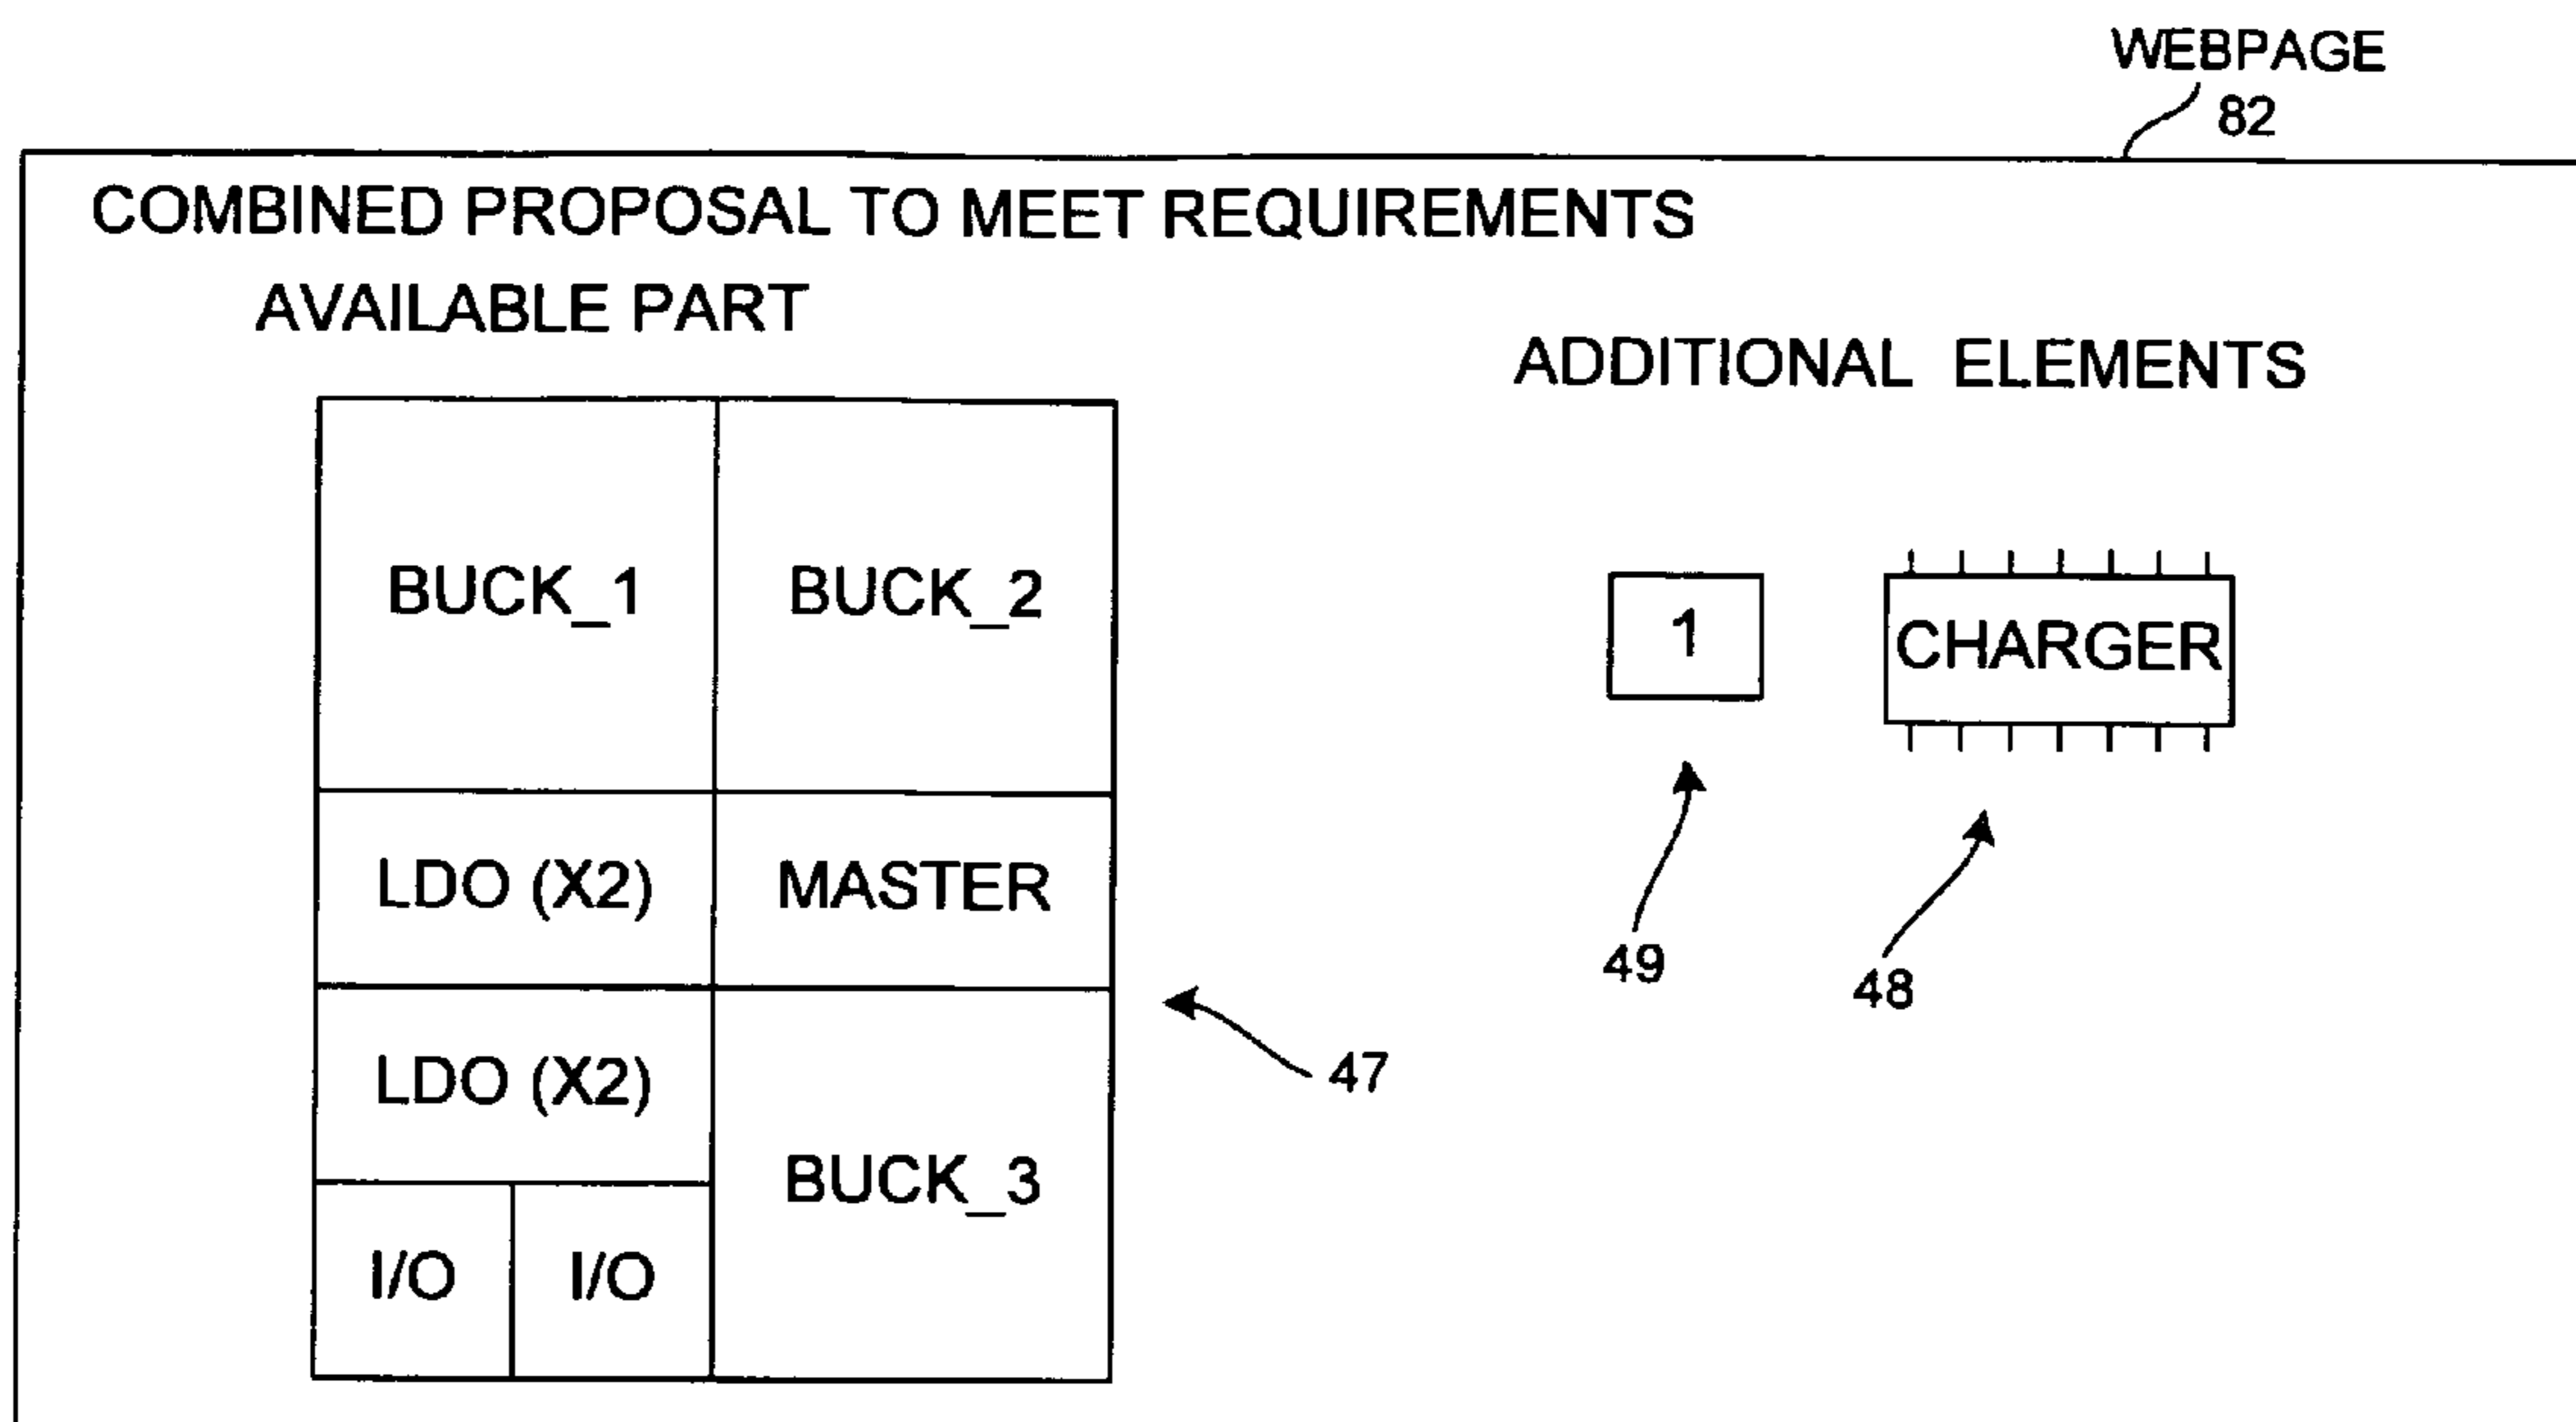 WEBPAGE
82
COMBINED PROPOSAL TO MEET REQUIREMENTS
AVAILABLE PART
ADDITIONAL ELEMENTS
BUCK_1
BUCK_2
1
CHARGER
LDO (X2)
MASTER
49
48
47
LDO (X2)
BUCK_3
I/O
I/O